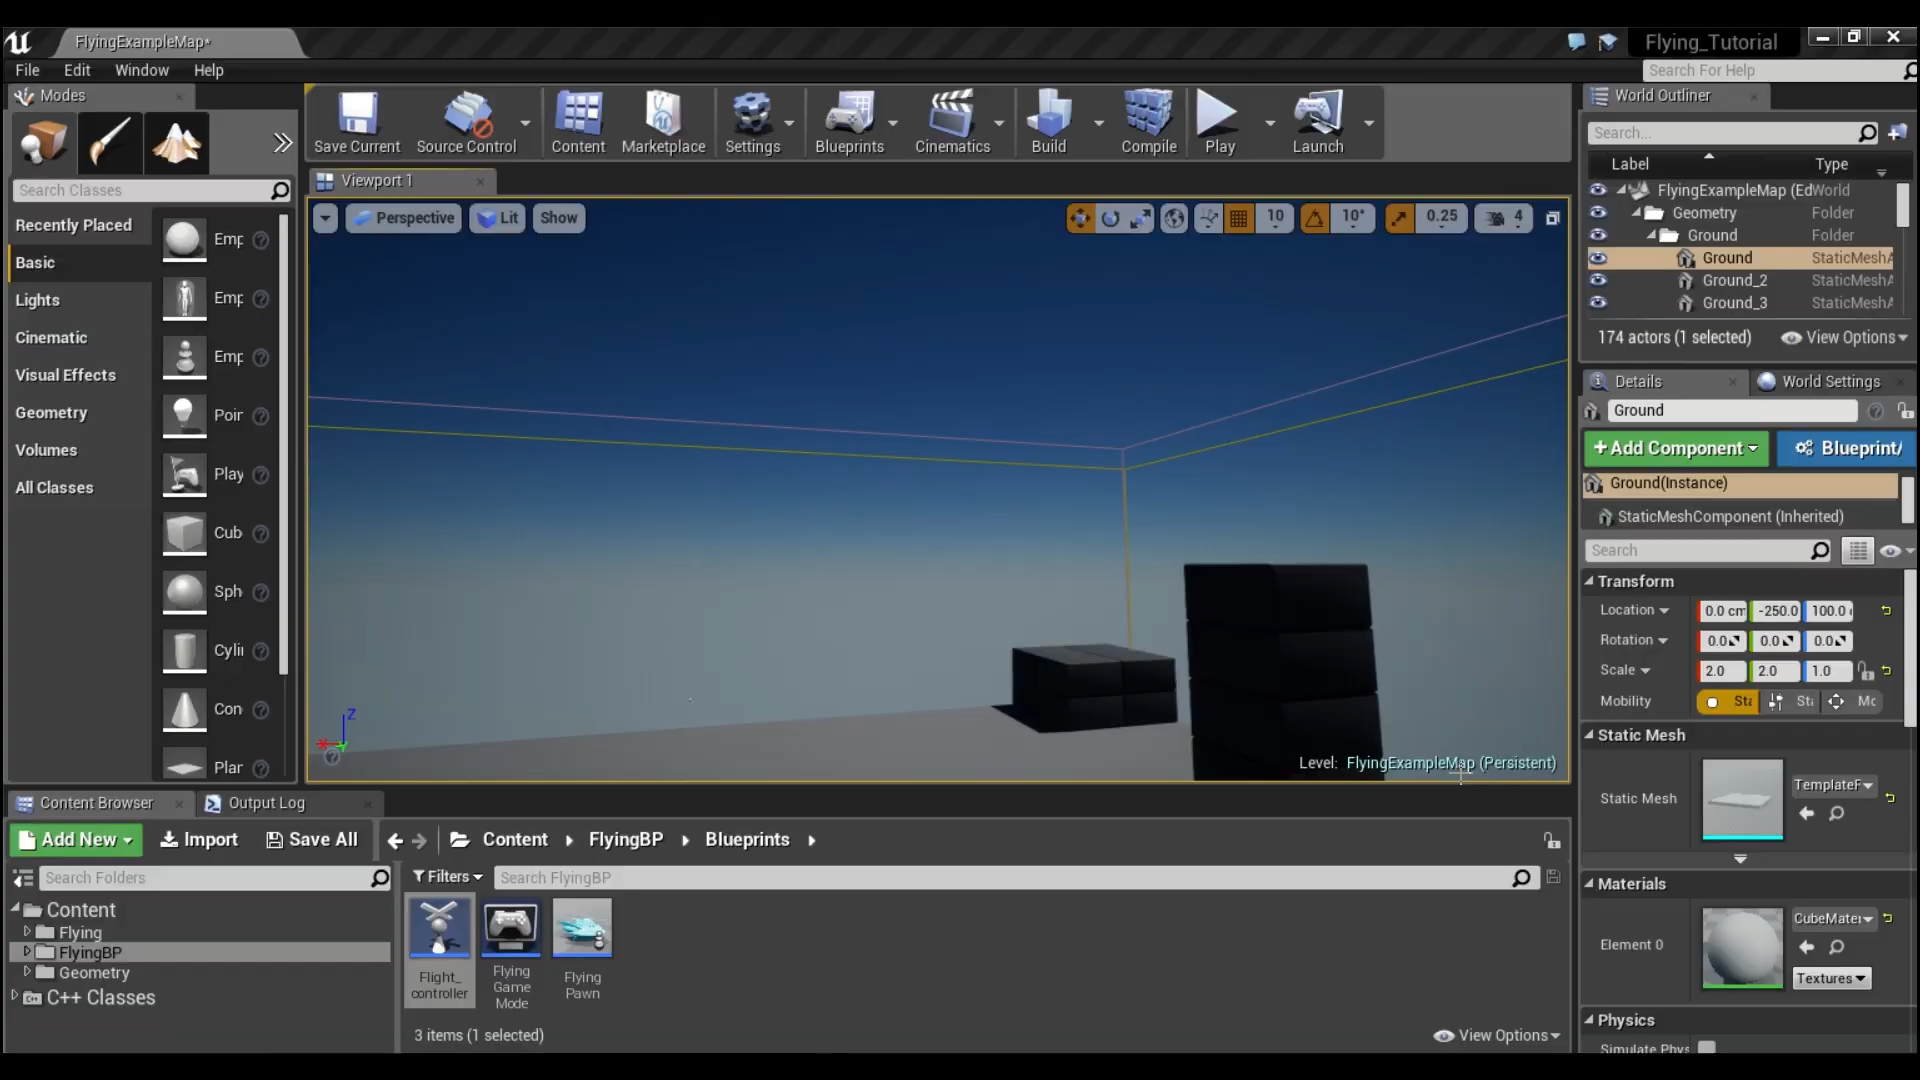 FlyingExampleMap*
Flying_Tutorial
File Edit Window Help
Search For Help
Modes
Save Current Source Control Content Marketplace Settings Blueprints Cinematics Build Compile Play Launch
World Outliner
Search...
Label Type
Search Classes
Viewport 1
FlyingExampleMap (Ed World
Geometry Folder
Ground Folder
Ground StaticMeshA
Ground_2 StaticMeshA
Ground_3 StaticMeshA
174 actors (1 selected) View Options
Perspective Lit Show 10 10° 0.25 4
Recently Placed
Basic
Lights
Cinematic
Visual Effects
Geometry
Volumes
All Classes
Emp
Emp
Emp
Poin
Play
Cub
Sph
Cyli
Con
Plan
Z
X
Level: FlyingExampleMap (Persistent)
Details World Settings
Ground
+Add Component Blueprint/
Ground(Instance)
StaticMeshComponent (Inherited)
Search
Transform
Location 0.0 cm -250.0 100.0
Rotation 0.0 0.0 0.0
Scale 2.0 2.0 1.0
Mobility Sta Sta Mo
Static Mesh
Static Mesh TemplateF
Materials
Element 0 CubeMater
Textures
Physics
Simulate Phys
Content Browser Output Log
Add New Import Save All Content FlyingBP Blueprints
Search Folders
Filters Search FlyingBP
Content
Flying
FlyingBP
Geometry
C++ Classes
Flight_
controller
Flying
Game
Mode
Flying
Pawn
3 items (1 selected) View Options